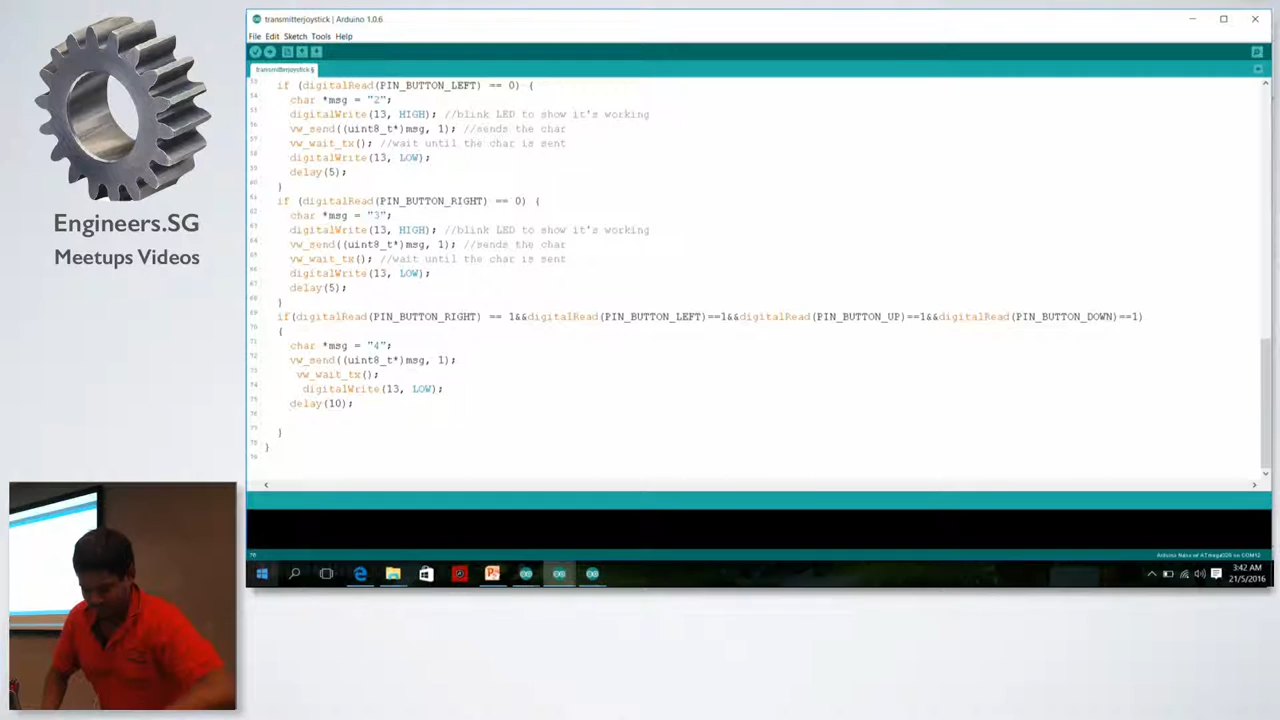 transmitterjoystick | Arduino 1.0.6
File Edit Sketch Tools Help
transmitterjoystick §
if (digitalRead(PIN_BUTTON_LEFT) == 0) {
char *msg = "2";
digitalWrite(13, HIGH); //blink LED to show it's working
vw_send((uint8_t*)msg, 1); //sends the char
vw_wait_tx(); //wait until the char is sent
digitalWrite(13, LOW);
delay(5);
}
if (digitalRead(PIN_BUTTON_RIGHT) == 0) {
char *msg = "3";
digitalWrite(13, HIGH); //blink LED to show it's working
vw_send((uint8_t*)msg, 1); //sends the char
vw_wait_tx(); //wait until the char is sent
digitalWrite(13, LOW);
delay(5);
}
if(digitalRead(PIN_BUTTON_RIGHT) == 1&&digitalRead(PIN_BUTTON_LEFT)==1&&digitalRead(PIN_BUTTON_UP)==1&&digitalRead(PIN_BUTTON_DOWN)==1)
{
char *msg = "4";
vw_send((uint8_t*)msg, 1);
vw_wait_tx();
digitalWrite(13, LOW);
delay(10);
}
}
Arduino Nano w/ ATmega328 on COM12
3:42 AM
21/5/2016
Engineers.SG
Meetups Videos